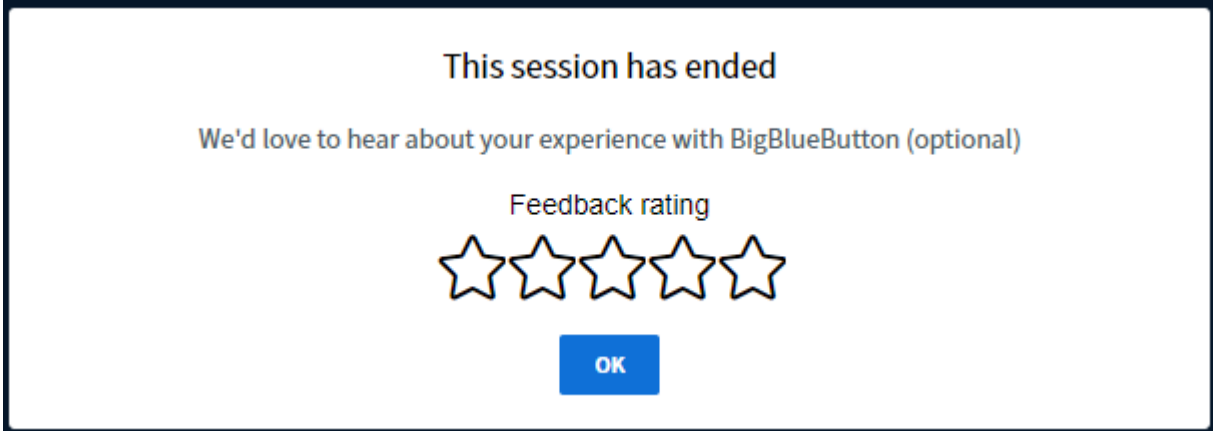 This session has ended
We'd love to hear about your experience with BigBlueButton (optional)
Feedback rating
OK